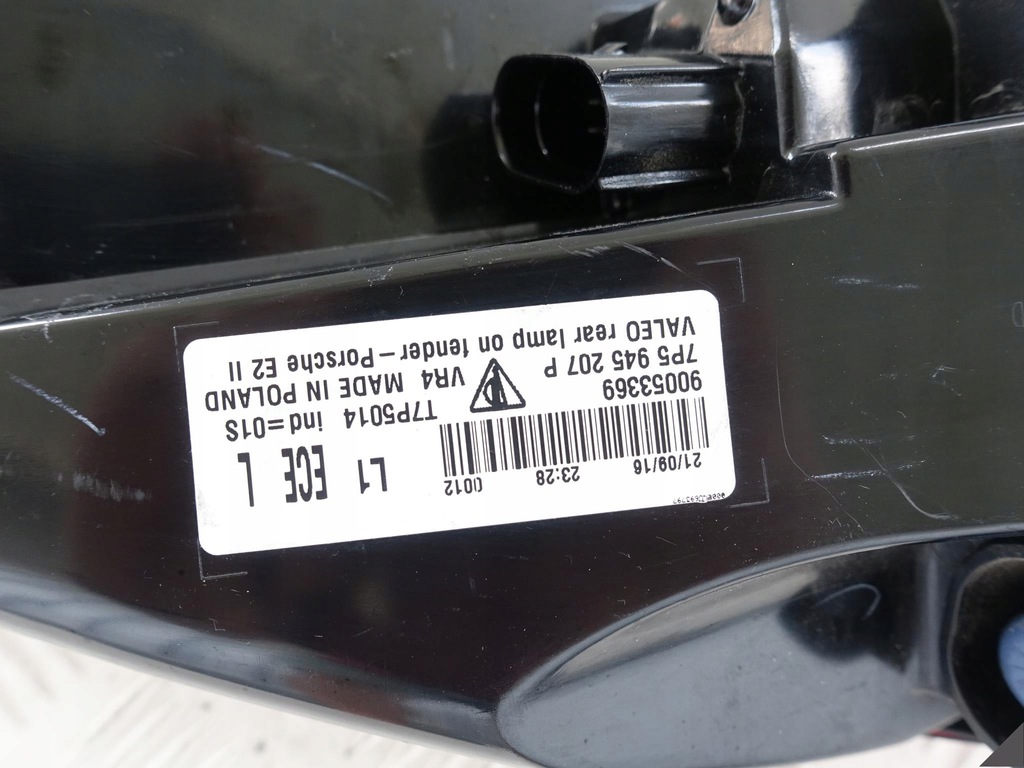 VALEO rear lamp on fender-Porsche E2 II
7P5 945 207 P
VR4 MADE IN POLAND
90053369
T7P5014 ind=01S
21/09/16 23:28 0012
L1 ECE L